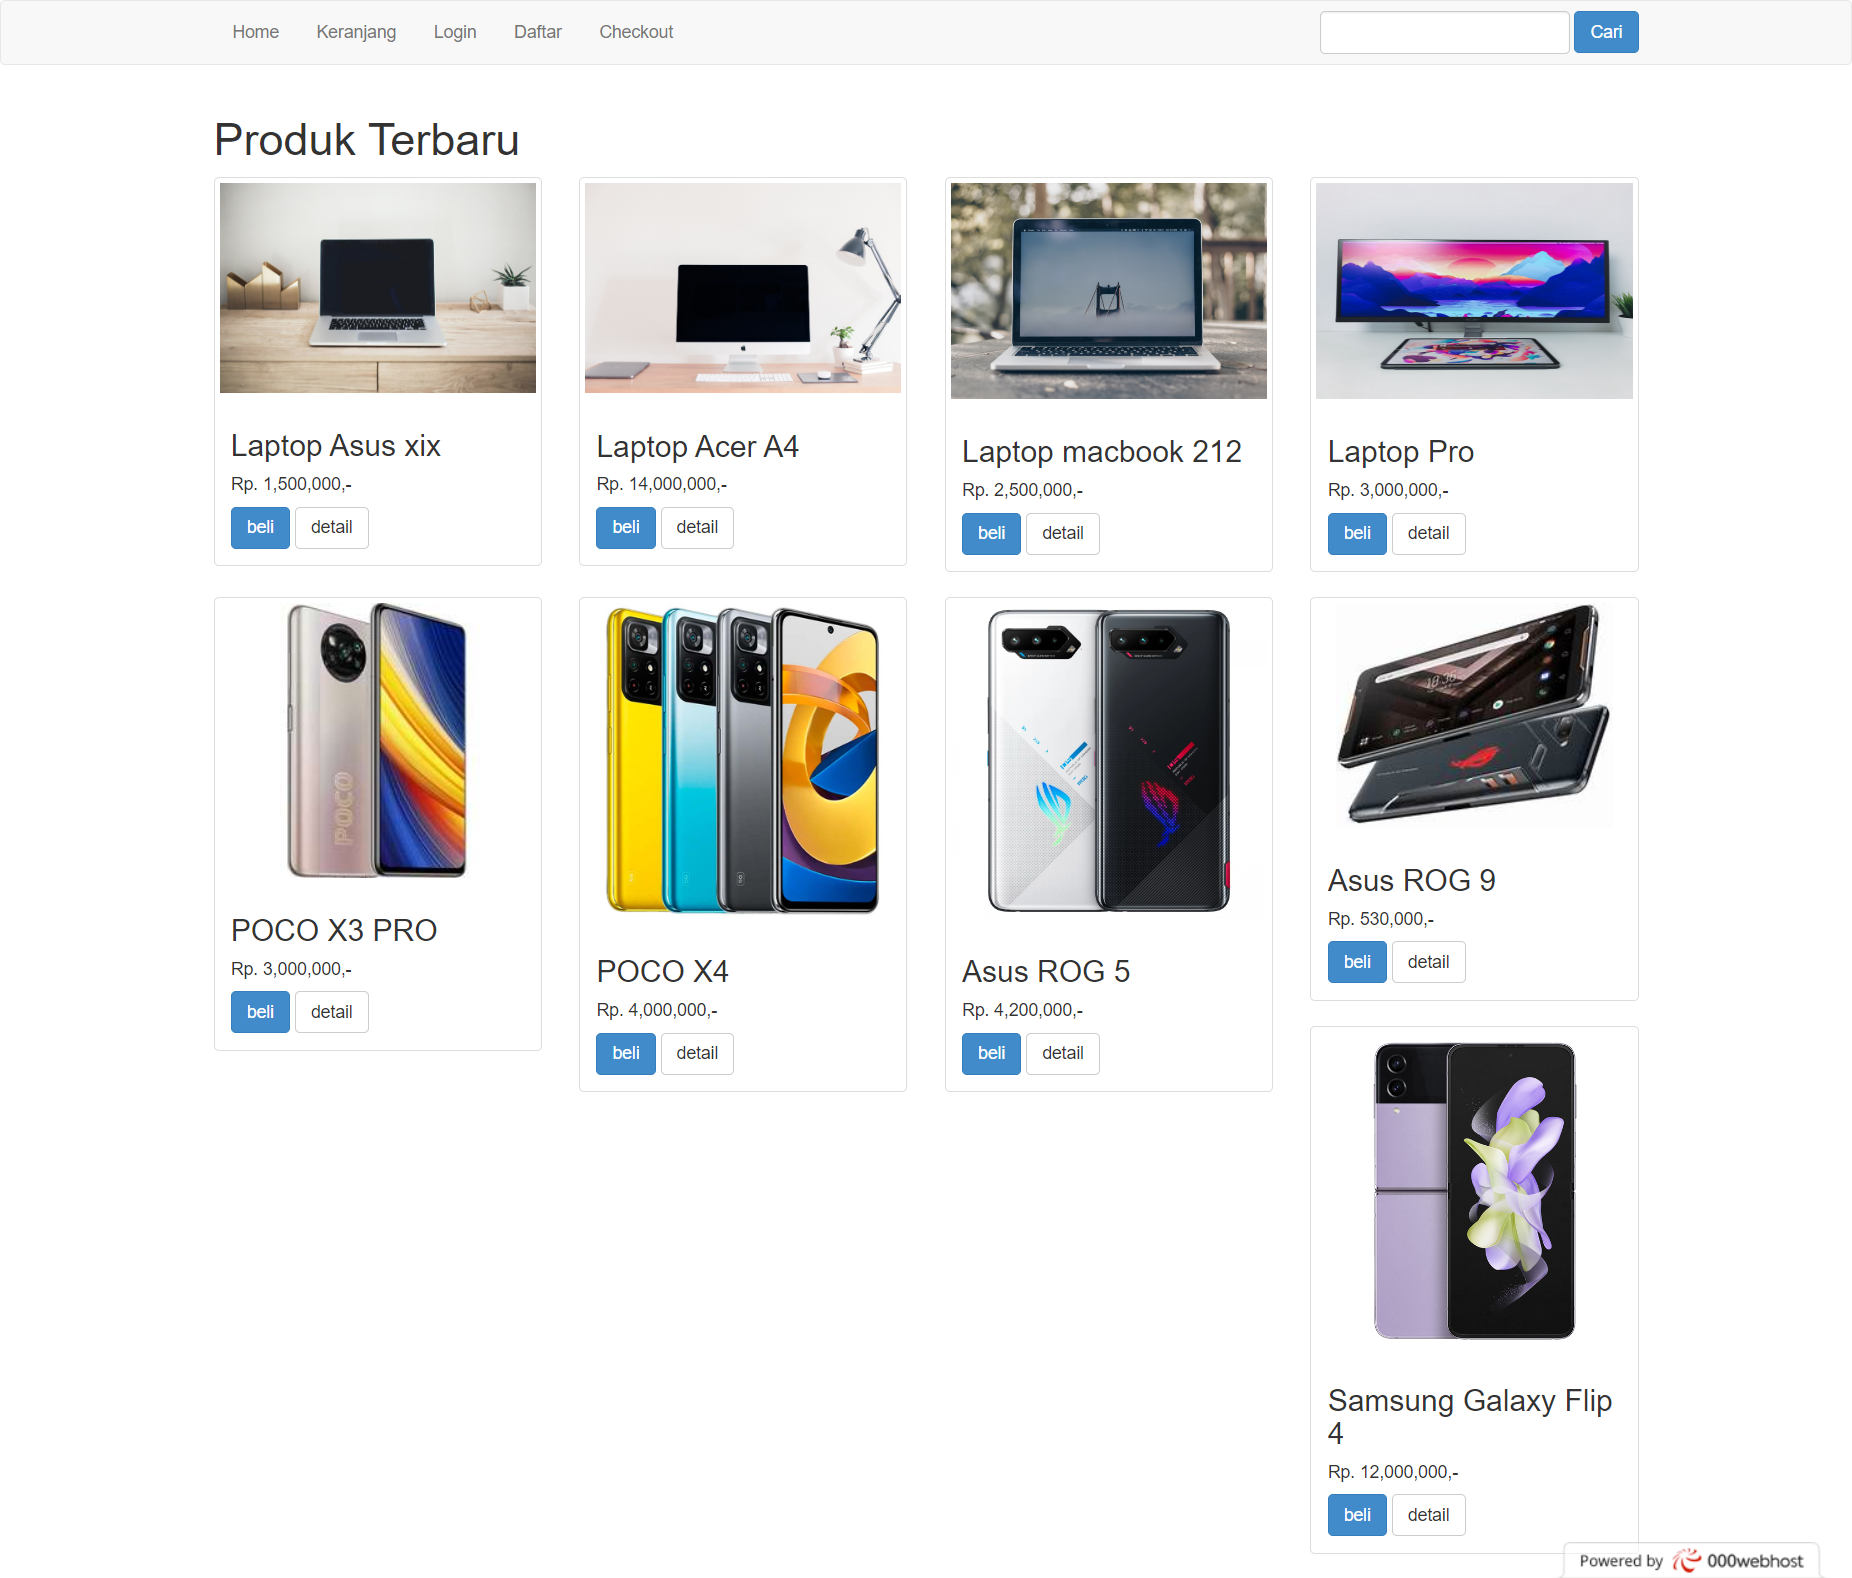 Home Keranjang Login Daftar Checkout Cari
Produk Terbaru
Laptop Asus xix
Rp. 1,500,000,-
beli detail
Laptop Acer A4
Rp. 14,000,000,-
beli detail
Laptop macbook 212
Rp. 2,500,000,-
beli detail
Laptop Pro
Rp. 3,000,000,-
beli detail
POCO
POCO X3 PRO
Rp. 3,000,000,-
beli detail
POCO X4
Rp. 4,000,000,-
beli detail
Asus ROG 5
Rp. 4,200,000,-
beli detail
18:36
Asus ROG 9
Rp. 530,000,-
beli detail
Samsung Galaxy Flip
4
Rp. 12,000,000,-
beli detail
Powered by 000webhost